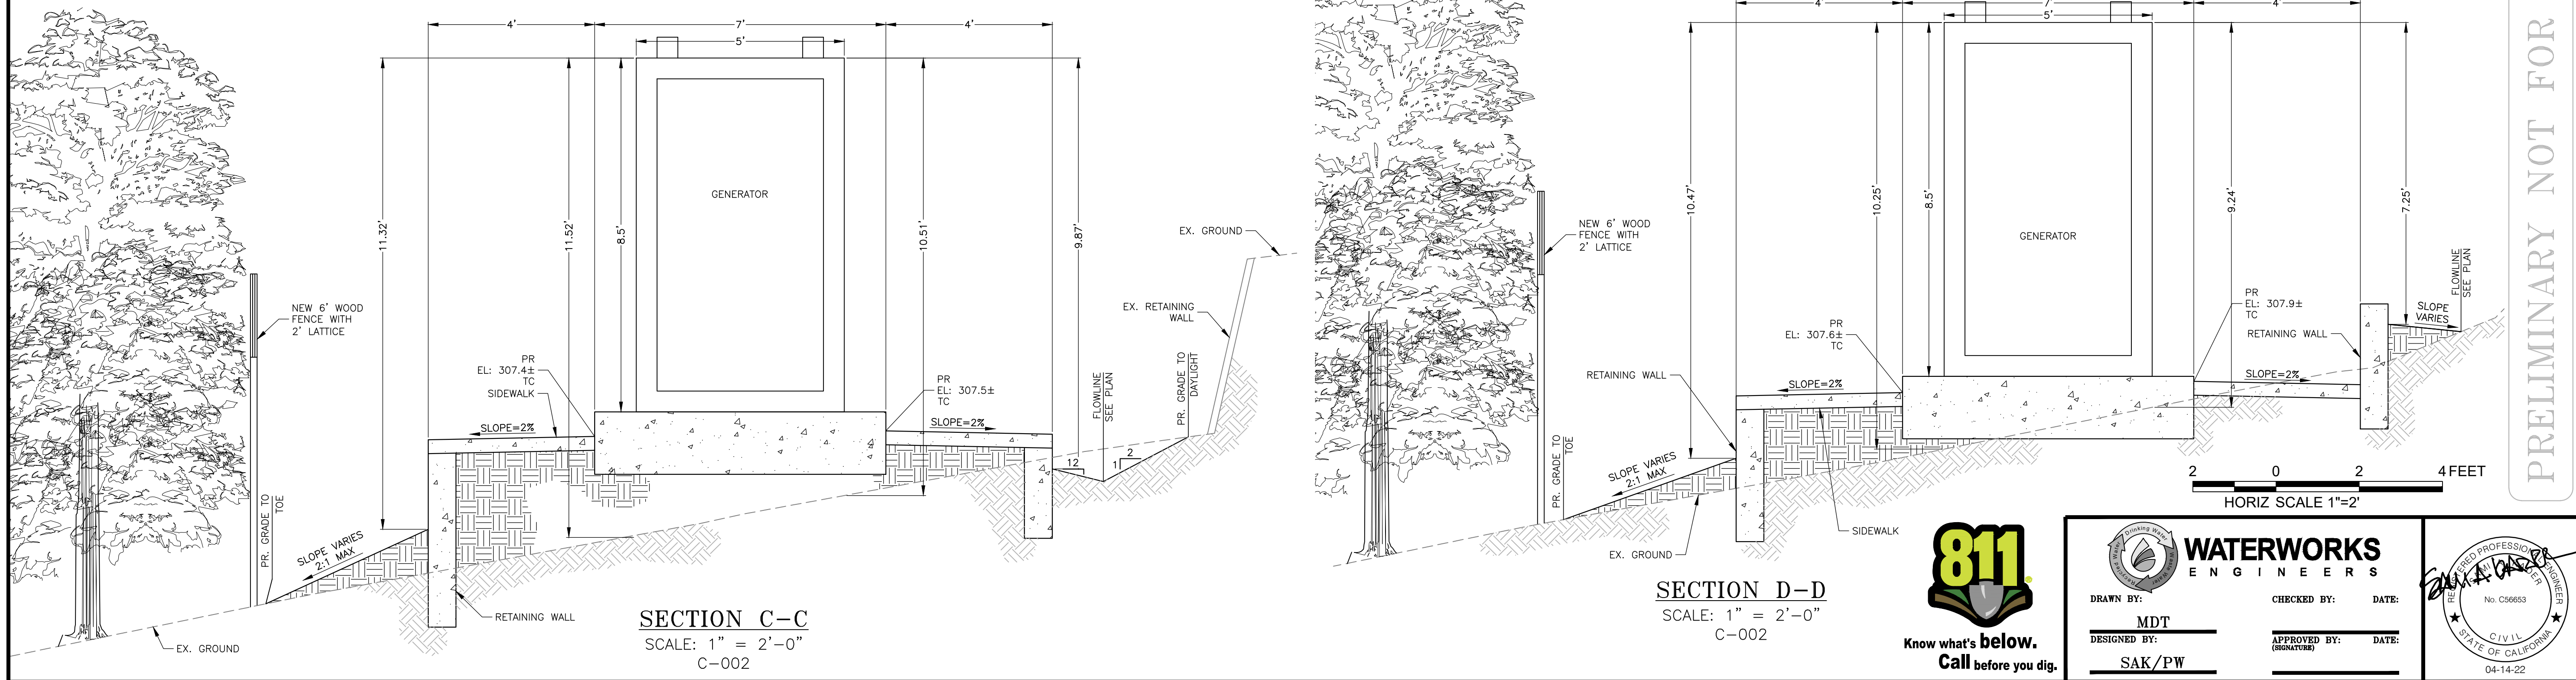 4'
7'
4'
5'
11.32'
11.52'
8.5'
GENERATOR
10.51'
9.87'
EX. GROUND
EX. RETAINING
WALL
NEW 6' WOOD
FENCE WITH
2' LATTICE
PR
EL: 307.4±
TC
SIDEWALK
PR
EL: 307.5±
TC
SLOPE=2%
SLOPE=2%
FLOWLINE
SEE PLAN
PR. GRADE TO
DAYLIGHT
12
1
2
1
PR. GRADE TO
TOE
SLOPE VARIES
2:1 MAX
RETAINING WALL
EX. GROUND
SECTION C-C
SCALE: 1" = 2'-0"
C-002
4'
7'
4'
5'
10.47'
10.25'
8.5'
GENERATOR
9.24'
7.25'
NEW 6' WOOD
FENCE WITH
2' LATTICE
PR
EL: 307.6±
TC
PR
EL: 307.9±
TC
RETAINING WALL
FLOWLINE
SEE PLAN
SLOPE
VARIES
RETAINING WALL
SLOPE=2%
SLOPE=2%
PR. GRADE TO
TOE
SLOPE VARIES
2:1 MAX
SIDEWALK
EX. GROUND
SECTION D-D
SCALE: 1" = 2'-0"
C-002
2 0 2 4 FEET
HORIZ SCALE 1"=2'
PRELIMINARY NOT FOR
811
Know what's below.
Call before you dig.
Drinking Water
Waste Water
Recycled Water
WATERWORKS
ENGINEERS
DRAWN BY:
MDT
DESIGNED BY:
SAK/PW
CHECKED BY: DATE:
APPROVED BY: DATE:
(SIGNATURE)
REGISTERED PROFESSIONAL ENGINEER
No. C56653
CIVIL
STATE OF CALIFORNIA
04-14-22